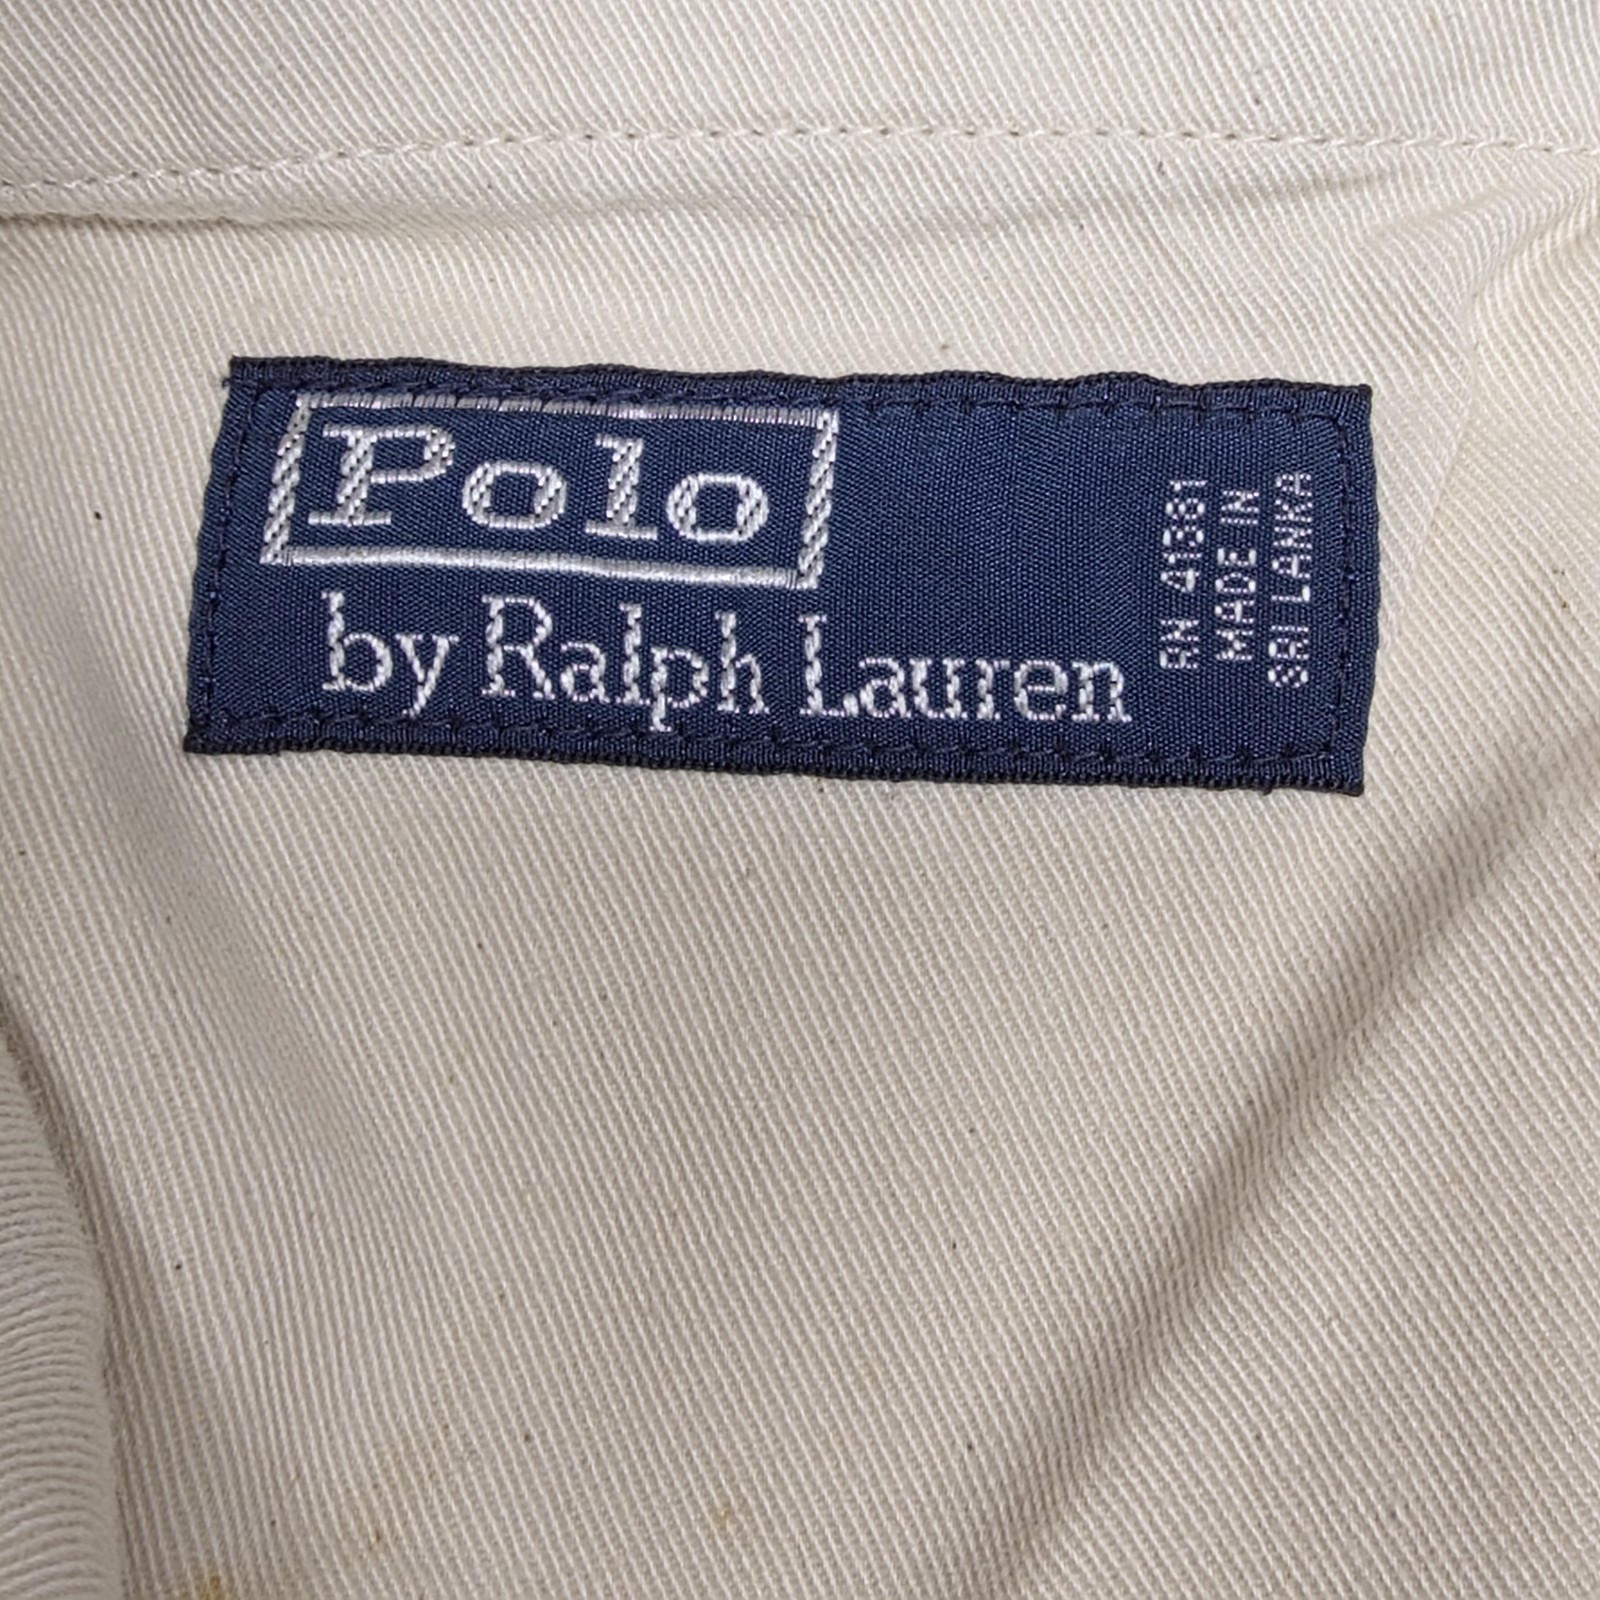 Polo
by Ralph Lauren
RN 41381
MADE IN
SRI LANKA